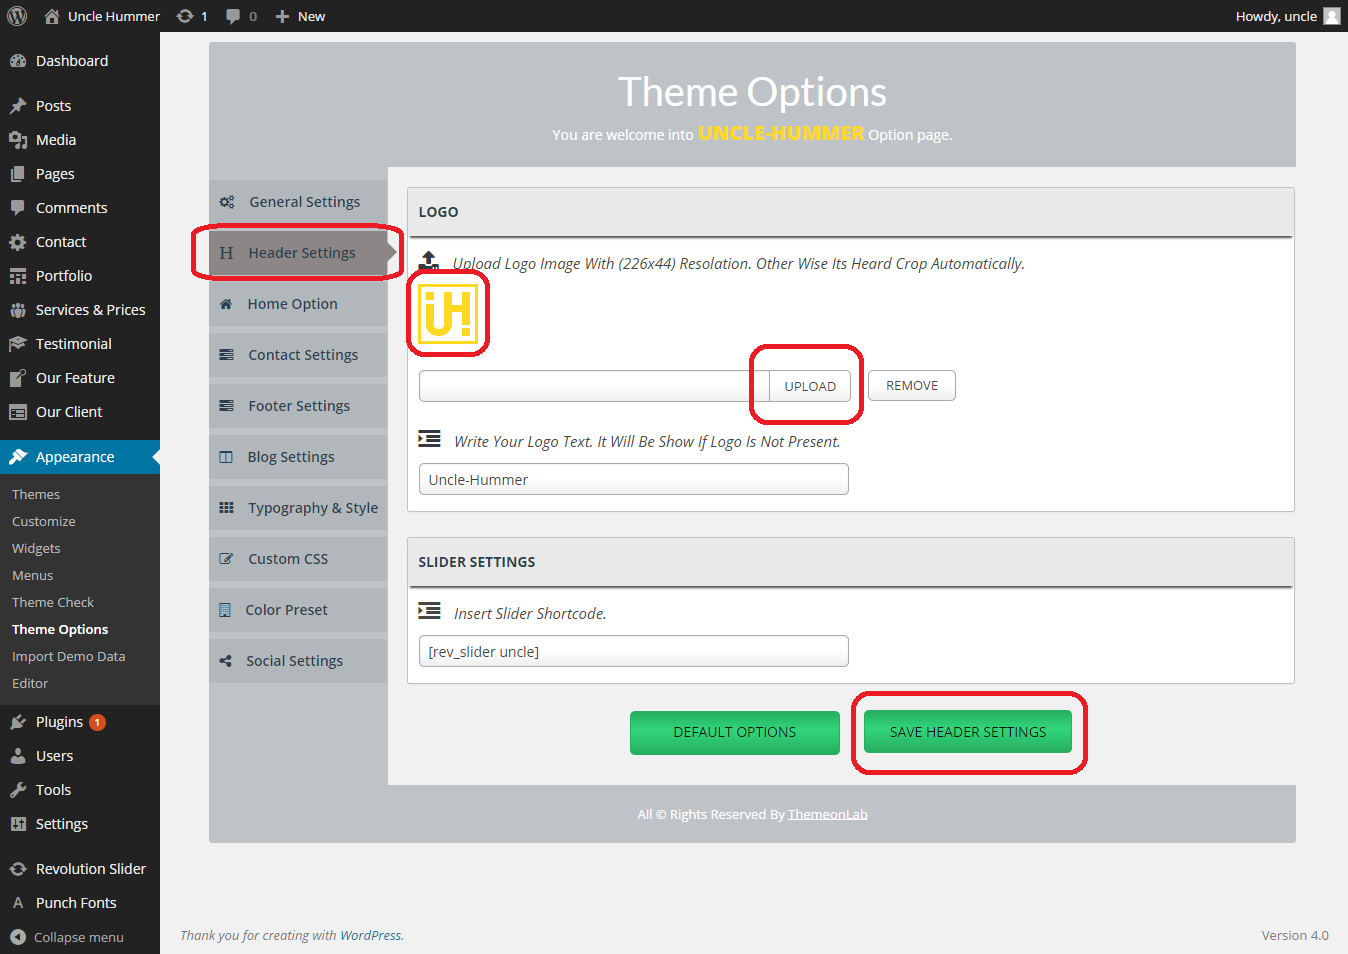 Uncle Hummer 1 0 New
Howdy, uncle
Dashboard
Posts
Media
Pages
Comments
Contact
Portfolio
Services & Prices
Testimonial
Our Feature
Our Client
Appearance
Themes
Customize
Widgets
Menus
Theme Check
Theme Options
Import Demo Data
Editor
Plugins 1
Users
Tools
Settings
Revolution Slider
A Punch Fonts
Collapse menu
Theme Options
You are welcome into UNCLE-HUMMER Option page.
General Settings
H Header Settings
Home Option
Contact Settings
Footer Settings
Blog Settings
Typography & Style
Custom CSS
Color Preset
Social Settings
LOGO
Upload Logo Image With (226x44) Resolation. Other Wise Its Heard Crop Automatically.
UH!
UPLOAD
REMOVE
Write Your Logo Text. It Will Be Show If Logo Is Not Present.
Uncle-Hummer
SLIDER SETTINGS
Insert Slider Shortcode.
[rev_slider uncle]
DEFAULT OPTIONS
SAVE HEADER SETTINGS
All © Rights Reserved By ThemeonLab
Thank you for creating with WordPress.
Version 4.0